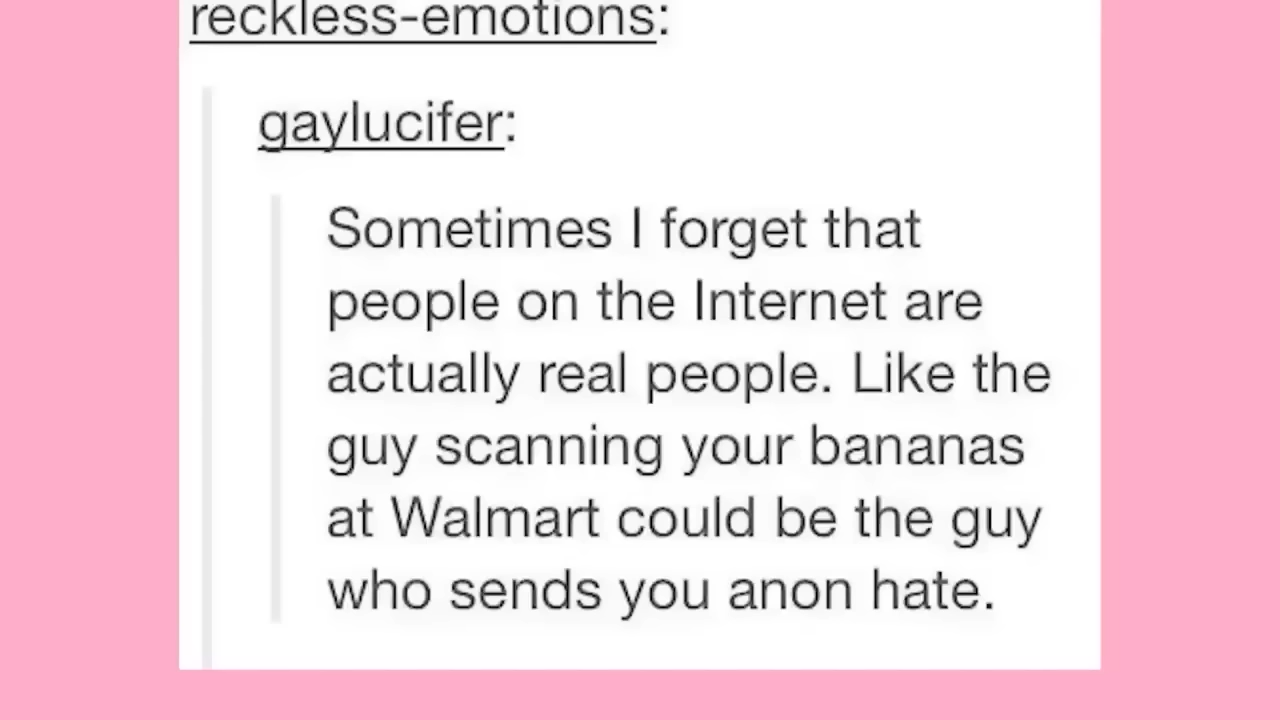 reckless-emotions:
gaylucifer:
Sometimes I forget that
people on the Internet are
actually real people. Like the
guy scanning your bananas
at Walmart could be the guy
who sends you anon hate.